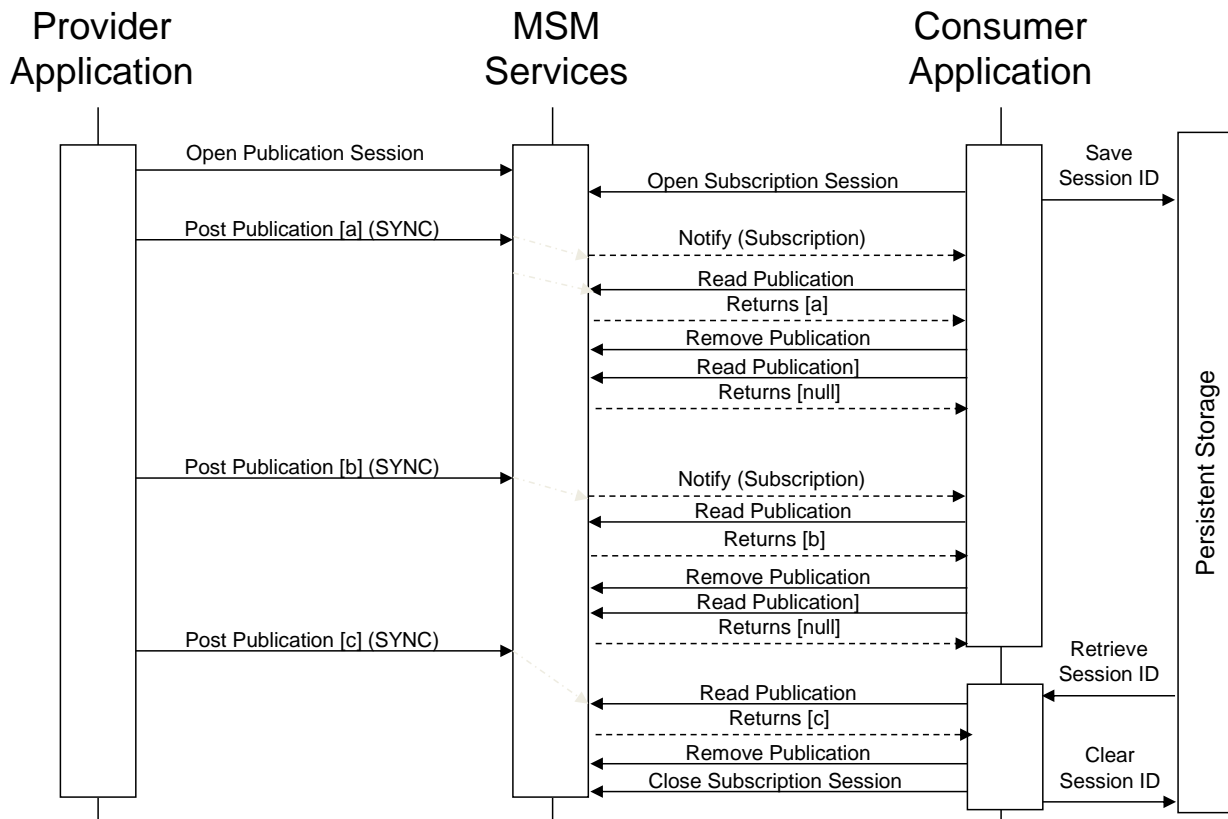 Provider
Application
MSM
Services
Consumer
Application
Open Publication Session
Save
Session ID
Open Subscription Session
Post Publication [a] (SYNC)
Notify (Subscription)
Read Publication
Returns [a]
Remove Publication
Read Publication]
Returns [null]
Persistent Storage
Post Publication [b] (SYNC)
Notify (Subscription)
Read Publication
Returns [b]
Remove Publication
Read Publication]
Returns [null]
Post Publication [c] (SYNC)
Retrieve
Session ID
Read Publication
Returns [c]
Remove Publication
Close Subscription Session
Clear
Session ID